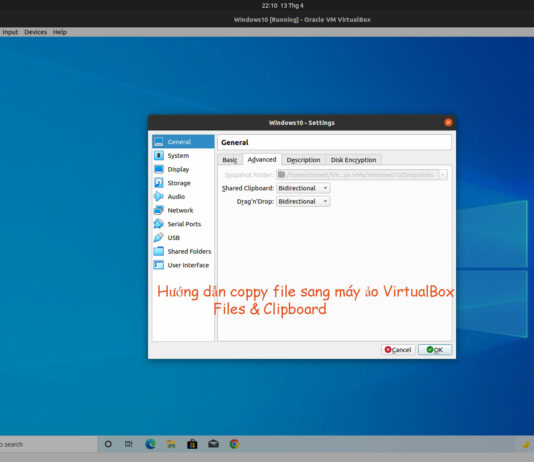 22:10 13 Thg 4
Windows10 [Running] - Oracle VM VirtualBox
Input Devices Help
Windows10 - Settings
General
General
System
Basic Advanced Description Disk Encryption
Display
Snapshot Folder: /home/
/Windows10/Snapshots
Storage
Shared Clipboard: Bidirectional
Audio
Drag'n'Drop: Bidirectional
Network
Serial Ports
USB
Shared Folders
User Interface
Hướng dẫn coppy file sang máy ảo VirtualBox
Files & Clipboard
Cancel OK
o search